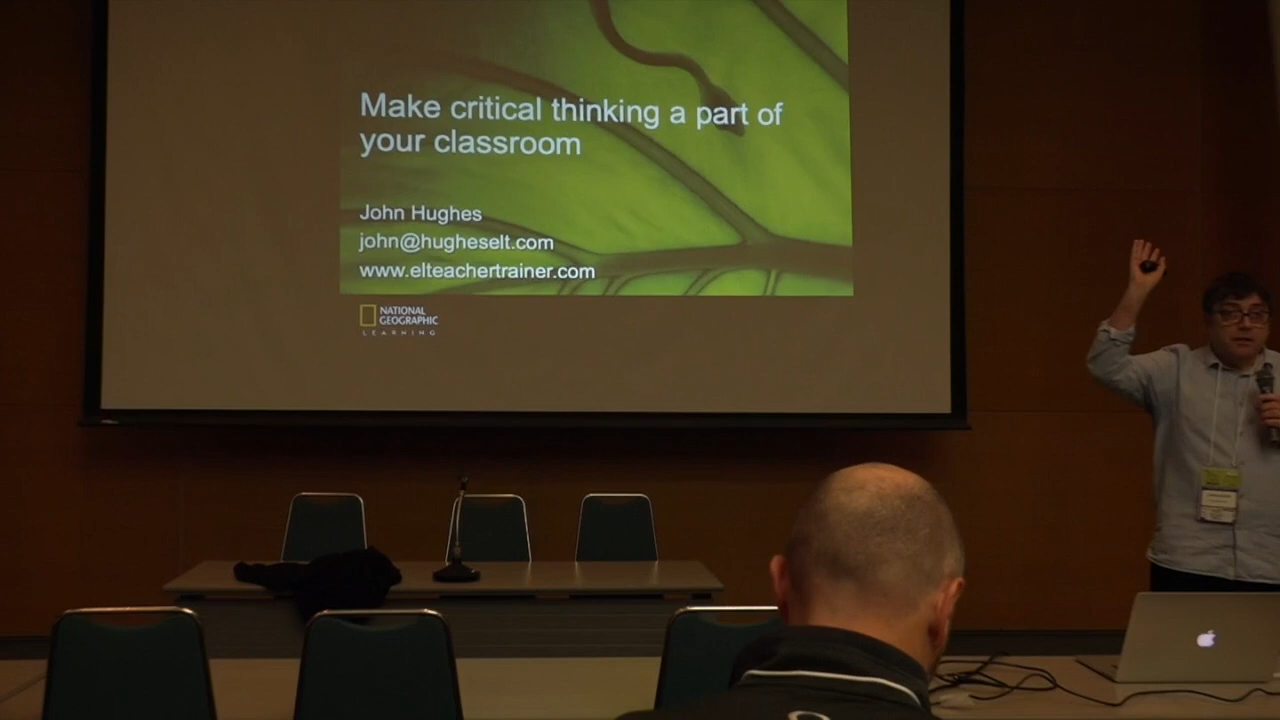 Make critical thinking a part of
your classroom
John Hughes
john@hugheselt.com
www.elteachertrainer.com
NATIONAL
GEOGRAPHIC
LEARNING